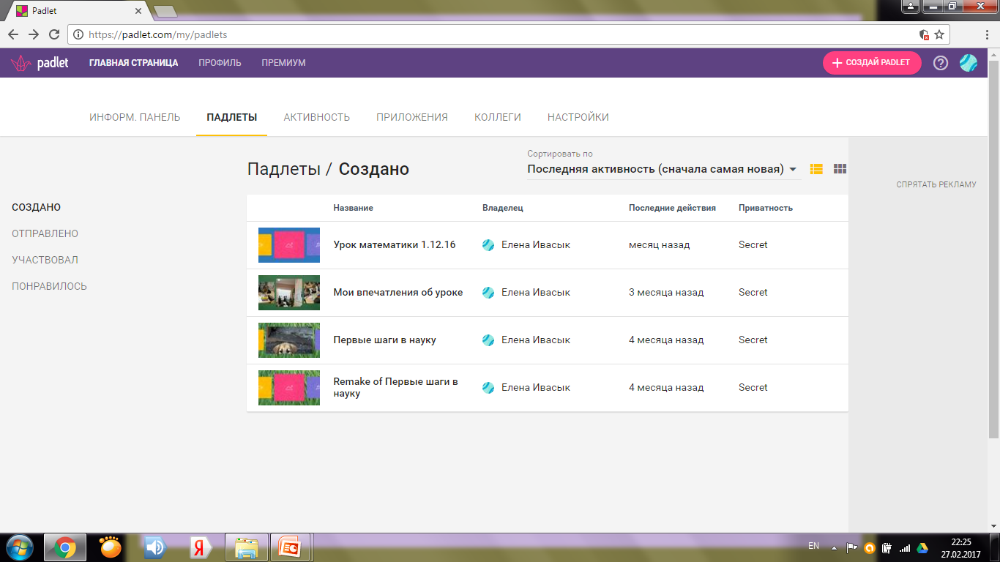 Padlet
https://padlet.com/my/padlets
padlet ГЛАВНАЯ СТРАНИЦА ПРОФИЛЬ ПРЕМИУМ СОЗДАЙ PADLET
ИНФОРМ. ПАНЕЛЬ ПАДЛЕТЫ АКТИВНОСТЬ ПРИЛОЖЕНИЯ КОЛЛЕГИ НАСТРОЙКИ
Сортировать по
Падлеты / Создано Последняя активность (сначала самая новая)
СПРЯТАТЬ РЕКЛАМУ
СОЗДАНО
ОТПРАВЛЕНО
УЧАСТВОВАЛ
ПОНРАВИЛОСЬ
Название Владелец Последние действия Приватность
Урок математики 1.12.16 Елена Ивасык месяц назад Secret
Мои впечатления об уроке Елена Ивасык 3 месяца назад Secret
Первые шаги в науку Елена Ивасык 4 месяца назад Secret
Remake of Первые шаги в
науку Елена Ивасык 4 месяца назад Secret
EN 22:25
27.02.2017